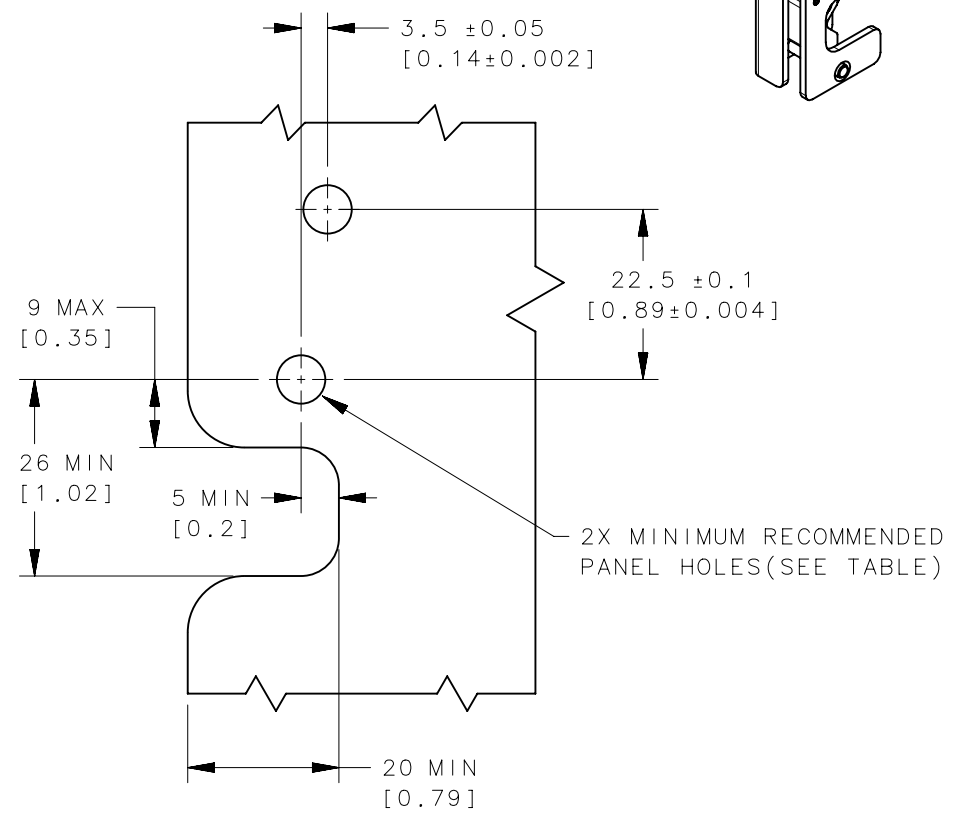 3.5 ±0.05
[0.14±0.002]
22.5 ±0.1
[0.89±0.004]
9 MAX
[0.35]
26 MIN
[1.02]
5 MIN
[0.2]
2X MINIMUM RECOMMENDED
PANEL HOLES(SEE TABLE)
20 MIN
[0.79]